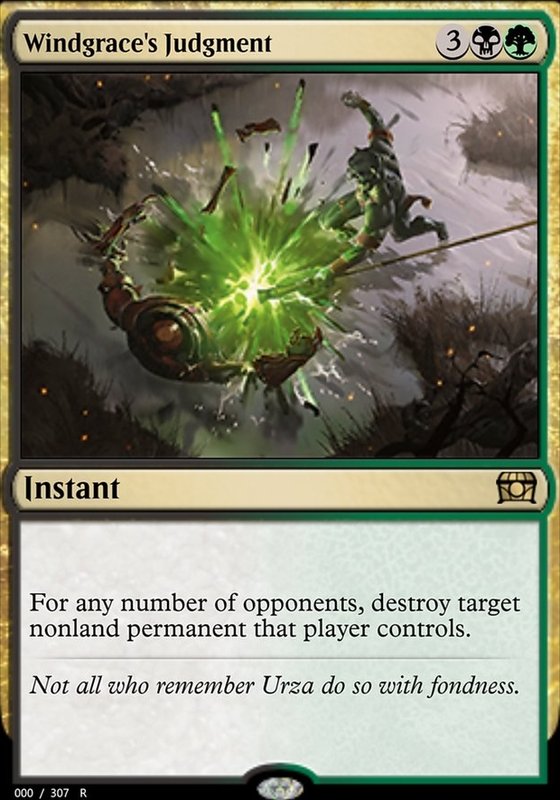 Windgrace's Judgment 3
Instant
For any number of opponents, destroy target
nonland permanent that player controls.
Not all who remember Urza do so with fondness.
000 / 307 R